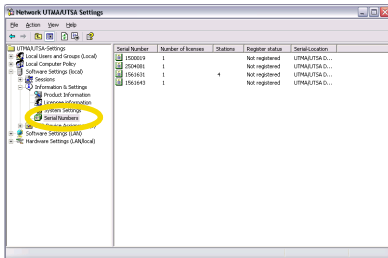 Network UTMA/UTSA Settings
File Action View Help
UTMA/UTSA-Settings
Local Users and Groups (Local)
Local Computer Policy
Software Settings (local)
Sessions
Information & Settings
Product Information
Licensee information
System Settings
Serial Numbers
Software Settings (LAN)
Hardware Settings (LAN/local)
Serial Number Number of licenses Stations Register status Serial-Location
1500019 1 Not registered UTMA/UTSA D...
2504081 1 Not registered UTMA/UTSA D...
1561631 1 4 Not registered UTMA/UTSA D...
1561643 1 Not registered UTMA/UTSA D...